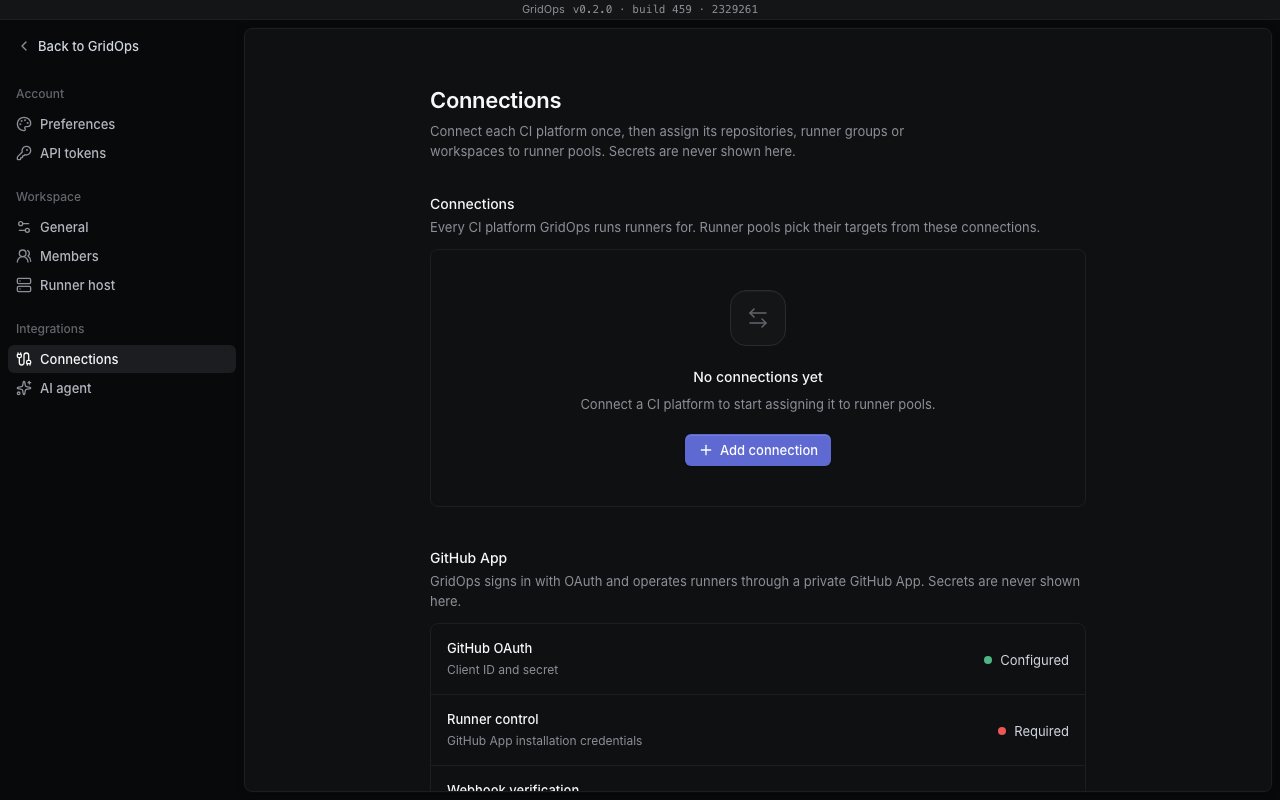 GridOps v0.2.0 · build 459 · 2329261
Back to GridOps
Account
Preferences
API tokens
Workspace
General
Members
Runner host
Integrations
Connections
AI agent
Connections
Connect each CI platform once, then assign its repositories, runner groups or
workspaces to runner pools. Secrets are never shown here.
Connections
Every CI platform GridOps runs runners for. Runner pools pick their targets from these connections.
No connections yet
Connect a CI platform to start assigning it to runner pools.
Add connection
GitHub App
GridOps signs in with OAuth and operates runners through a private GitHub App. Secrets are never shown
here.
GitHub OAuth
Client ID and secret
Configured
Runner control
GitHub App installation credentials
Required
Webhook verification